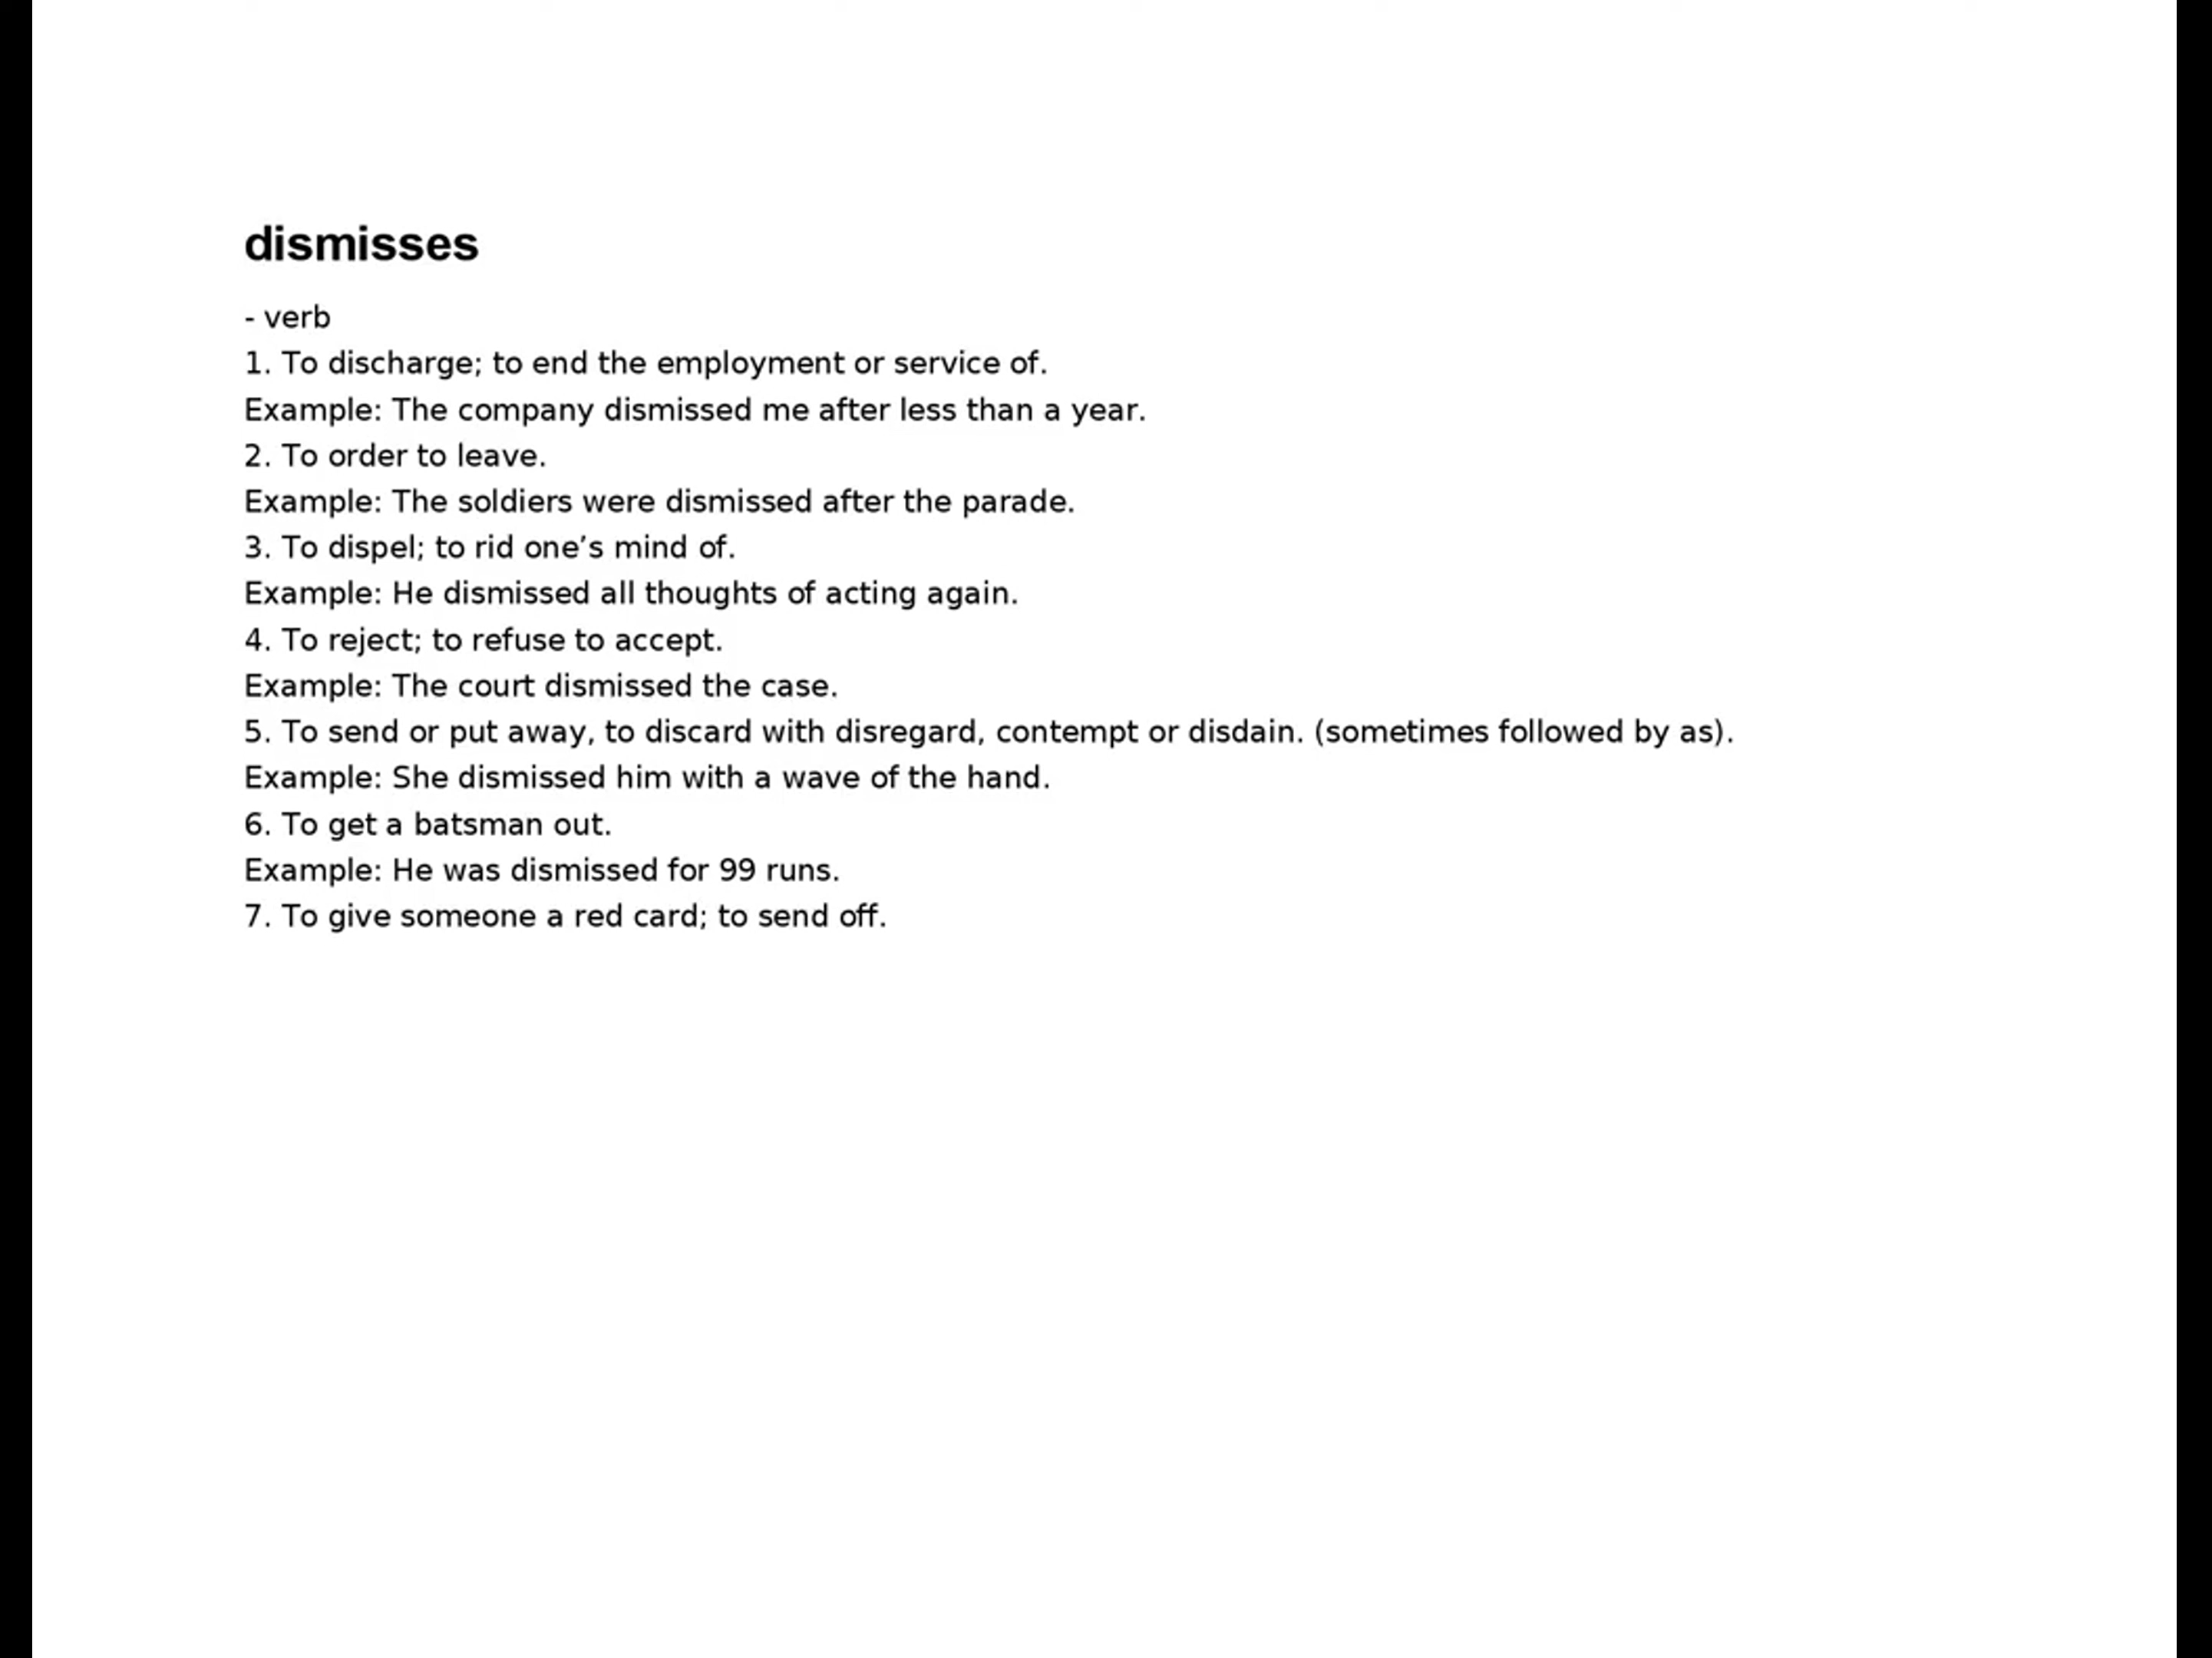 dismisses
- verb
1. To discharge; to end the employment or service of.
Example: The company dismissed me after less than a year.
2. To order to leave.
Example: The soldiers were dismissed after the parade.
3. To dispel; to rid one’s mind of.
Example: He dismissed all thoughts of acting again.
4. To reject; to refuse to accept.
Example: The court dismissed the case.
5. To send or put away, to discard with disregard, contempt or disdain. (sometimes followed by as).
Example: She dismissed him with a wave of the hand.
6. To get a batsman out.
Example: He was dismissed for 99 runs.
7. To give someone a red card; to send off.